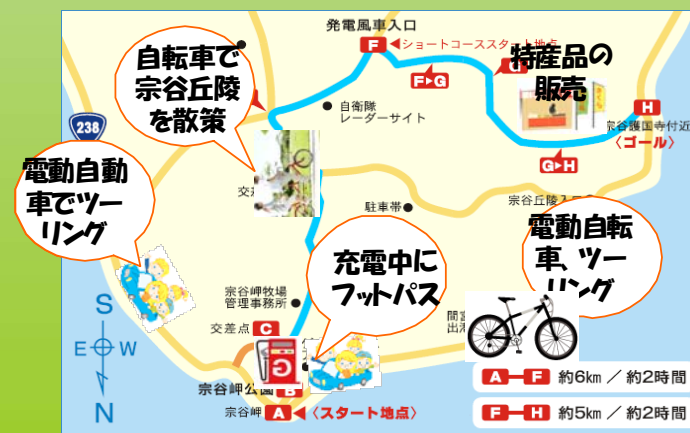 発電風車入口
F ◀ショートコーススタート地点
自転車で
宗谷丘陵
を散策
特産品の
販売
F▶G
G
自衛隊
レーダーサイト
H
宗谷護国寺付近
〈ゴール〉
238
G▶H
電動自動
車でツー
リング
交差
駐車帯
宗谷丘陵入口
電動自転
車、ツー
リング
充電中に
フットパス
宗谷岬牧場
管理事務所
間宮
出港
交差点 C
S
E W
N
G
宗谷岬公園 B
宗谷岬 A ◀〈スタート地点〉
A━F 約6km／約2時間
F━H 約5km／約2時間